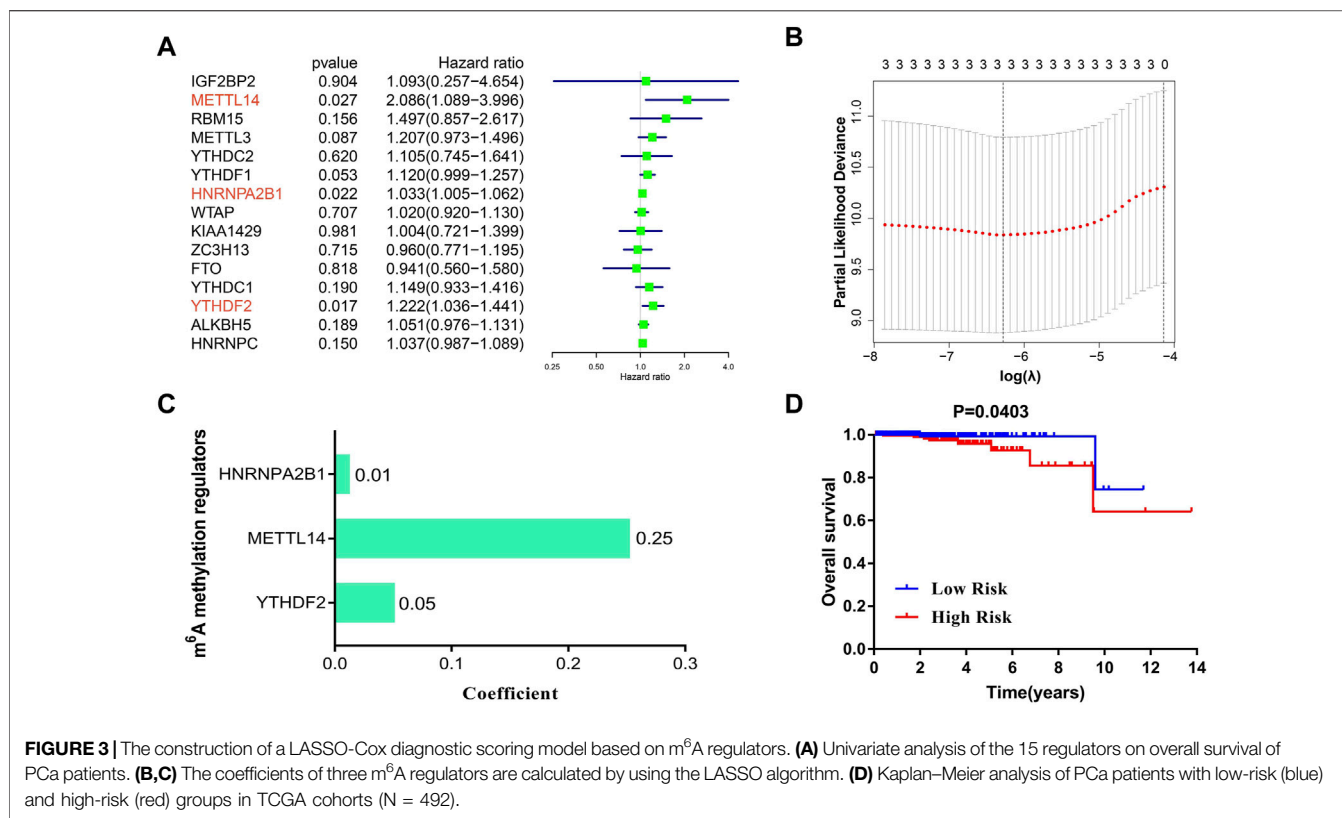 A
pvalue Hazard ratio
IGF2BP2 0.904 1.093(0.257−4.654)
METTL14 0.027 2.086(1.089−3.996)
RBM15 0.156 1.497(0.857−2.617)
METTL3 0.087 1.207(0.973−1.496)
YTHDC2 0.620 1.105(0.745−1.641)
YTHDF1 0.053 1.120(0.999−1.257)
HNRNPA2B1 0.022 1.033(1.005−1.062)
WTAP 0.707 1.020(0.920−1.130)
KIAA1429 0.981 1.004(0.721−1.399)
ZC3H13 0.715 0.960(0.771−1.195)
FTO 0.818 0.941(0.560−1.580)
YTHDC1 0.190 1.149(0.933−1.416)
YTHDF2 0.017 1.222(1.036−1.441)
ALKBH5 0.189 1.051(0.976−1.131)
HNRNPC 0.150 1.037(0.987−1.089)
0.25 0.50 1.0 2.0 4.0
Hazard ratio
B
3 3 3 3 3 3 3 3 3 3 3 3 3 3 3 3 3 3 3 0
Partial Likelihood Deviance
11.0
10.5
10.0
9.5
9.0
-8 −7 −6 −5 −4
log(λ)
C
m⁶A methylation regulators
HNRNPA2B1 0.01
METTL14 0.25
YTHDF2 0.05
0.0 0.1 0.2 0.3
Coefficient
D
P=0.0403
Overall survival
1.0
0.8
0.6
0.4
0.2
0.0
Low Risk
High Risk
0 2 4 6 8 10 12 14
Time(years)
FIGURE 3 | The construction of a LASSO-Cox diagnostic scoring model based on m⁶A regulators. (A) Univariate analysis of the 15 regulators on overall survival of
PCa patients. (B,C) The coefficients of three m⁶A regulators are calculated by using the LASSO algorithm. (D) Kaplan–Meier analysis of PCa patients with low-risk (blue)
and high-risk (red) groups in TCGA cohorts (N = 492).